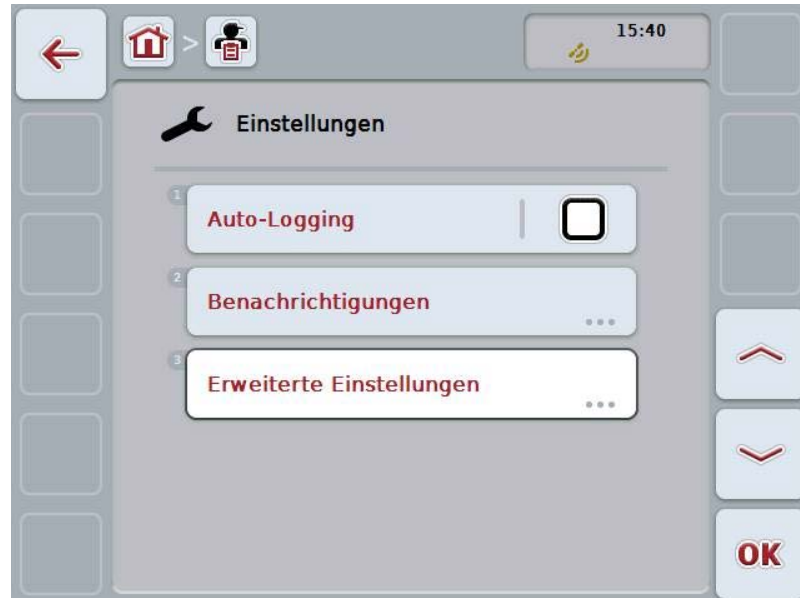 15:40
>
Einstellungen
1
Auto-Logging
2
Benachrichtigungen
...
3
Erweiterte Einstellungen
...
OK